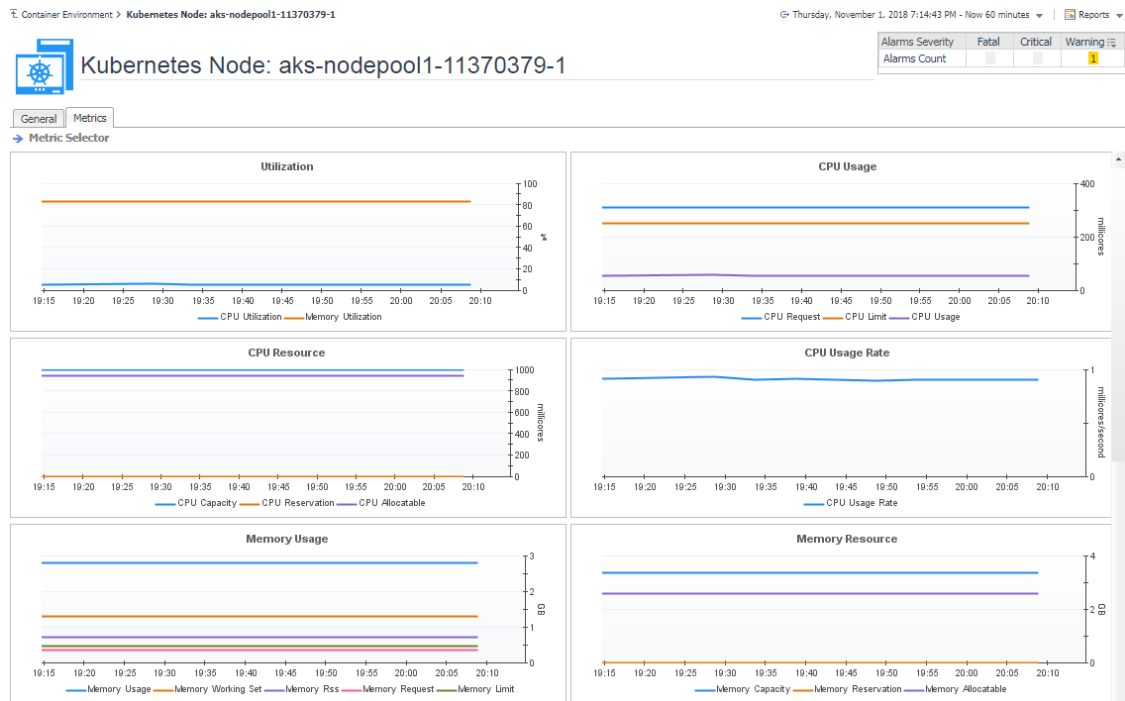 Container Environment > Kubernetes Node: aks-nodepool1-11370379-1
Thursday, November 1, 2018 7:14:43 PM - Now 60 minutes
Reports
Kubernetes Node: aks-nodepool1-11370379-1
Alarms Severity Fatal Critical Warning
Alarms Count 1
General Metrics
Metric Selector
Utilization
100
80
60
40
20
0
%
19:15 19:20 19:25 19:30 19:35 19:40 19:45 19:50 19:55 20:00 20:05 20:10
CPU Utilization Memory Utilization
CPU Usage
400
200
0
millicores
19:15 19:20 19:25 19:30 19:35 19:40 19:45 19:50 19:55 20:00 20:05 20:10
CPU Request CPU Limit CPU Usage
CPU Resource
1000
800
600
400
200
0
millicores
19:15 19:20 19:25 19:30 19:35 19:40 19:45 19:50 19:55 20:00 20:05 20:10
CPU Capacity CPU Reservation CPU Allocatable
CPU Usage Rate
1
0
millicores/second
19:15 19:20 19:25 19:30 19:35 19:40 19:45 19:50 19:55 20:00 20:05 20:10
CPU Usage Rate
Memory Usage
3
2
1
0
GB
19:15 19:20 19:25 19:30 19:35 19:40 19:45 19:50 19:55 20:00 20:05 20:10
Memory Usage Memory Working Set Memory Rss Memory Request Memory Limit
Memory Resource
4
2
0
GB
19:15 19:20 19:25 19:30 19:35 19:40 19:45 19:50 19:55 20:00 20:05 20:10
Memory Capacity Memory Reservation Memory Allocatable